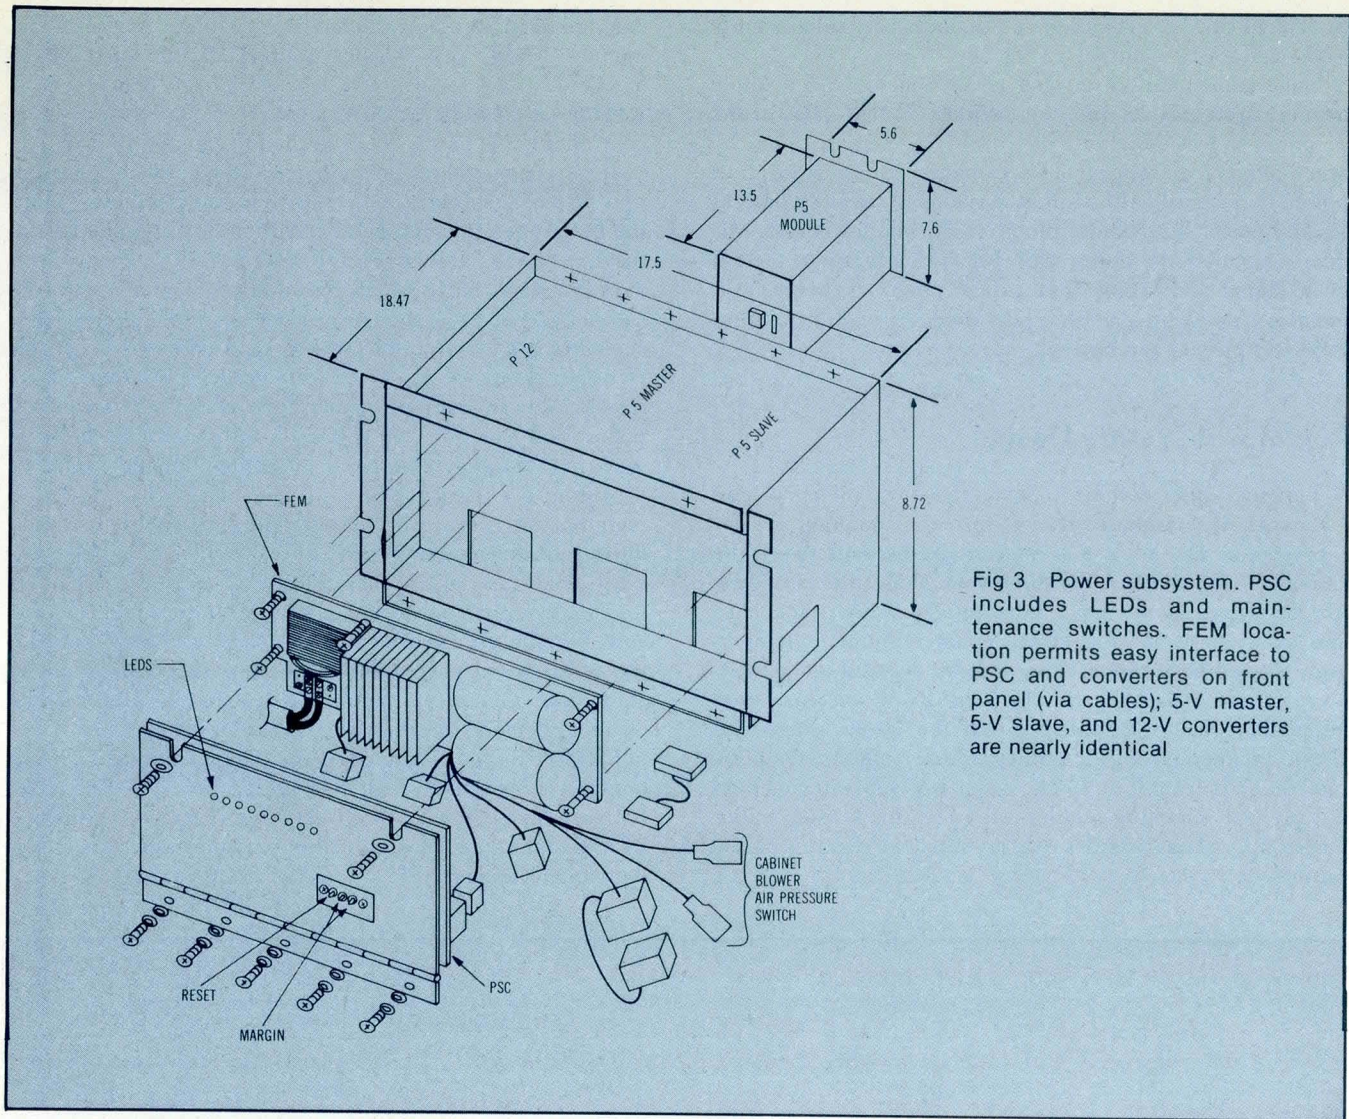 5.6
13.5
P5
MODULE
7.6
17.5
18.47
P 12
P 5 MASTER
P 5 SLAVE
8.72
FEM
LEDS
Fig 3 Power subsystem. PSC
includes LEDs and main-
tenance switches. FEM loca-
tion permits easy interface to
PSC and converters on front
panel (via cables); 5-V master,
5-V slave, and 12-V converters
are nearly identical
CABINET
BLOWER
AIR PRESSURE
SWITCH
RESET
PSC
MARGIN